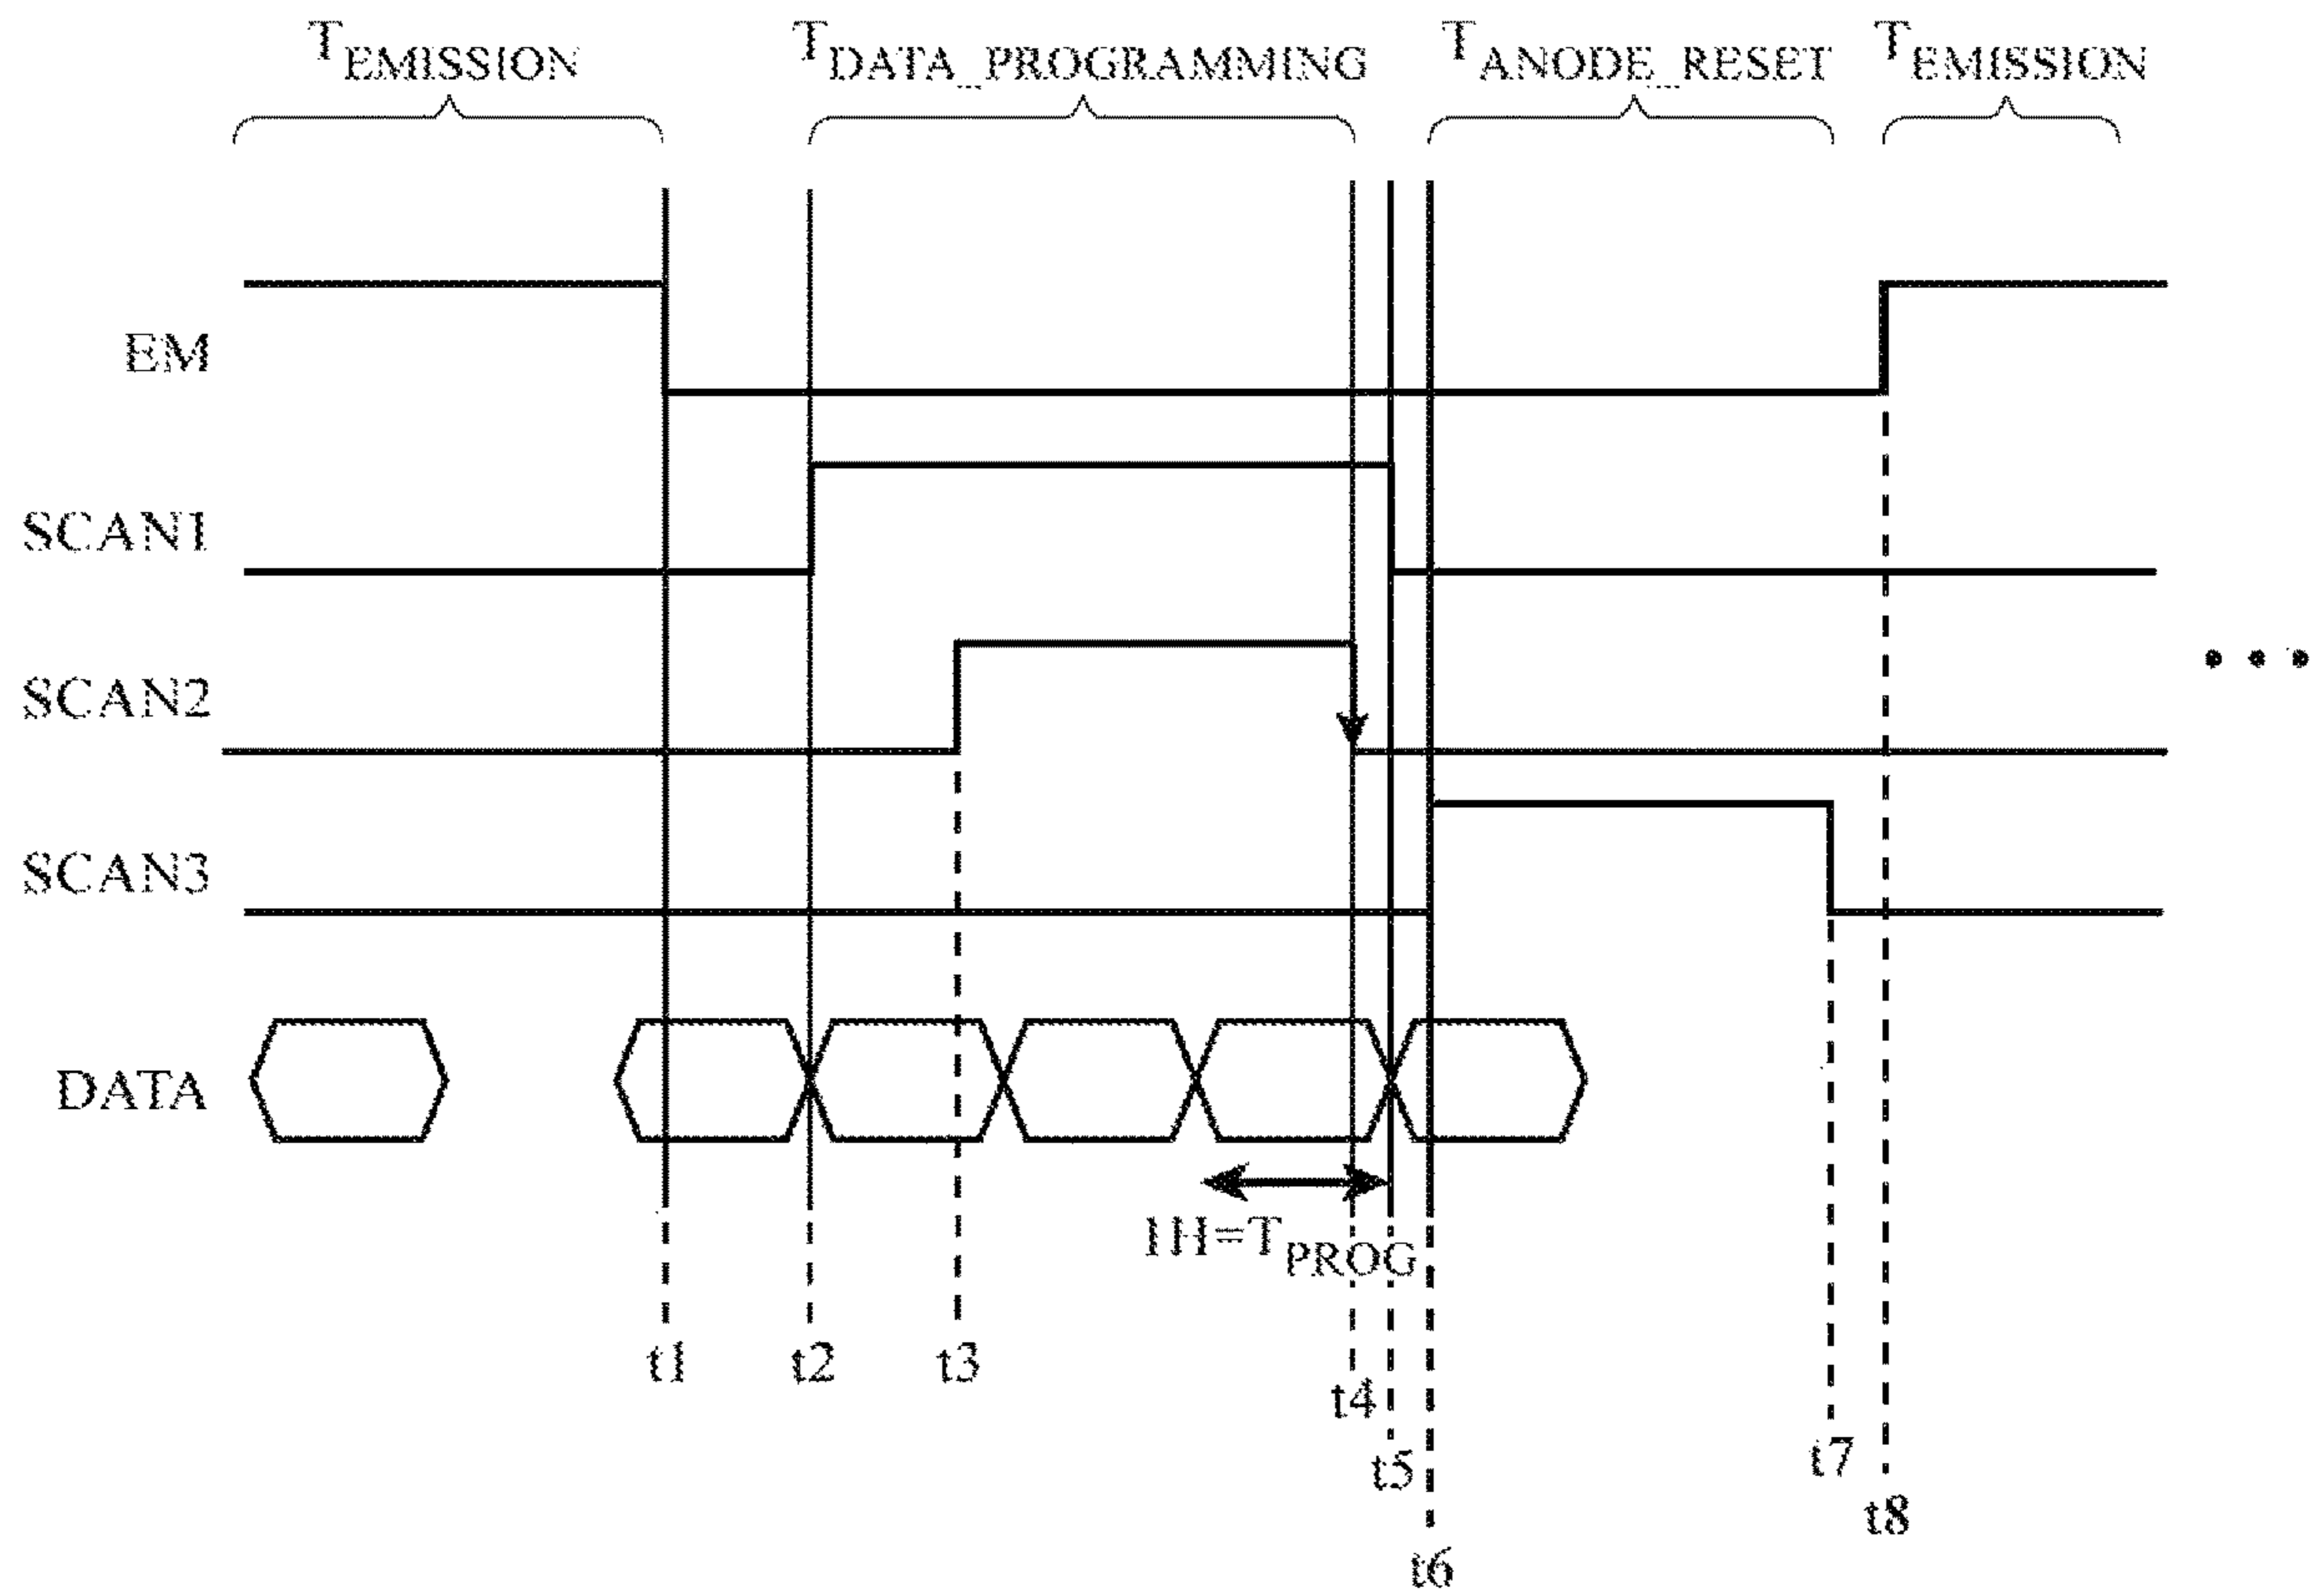 TEMISSION TDATA_PROGRAMMING TANODE_RESET TEMISSION
EM
SCAN1
SCAN2
SCAN3
DATA
1H=TPROG
t1 t2 t3
t4
t5
t7
t8
t6